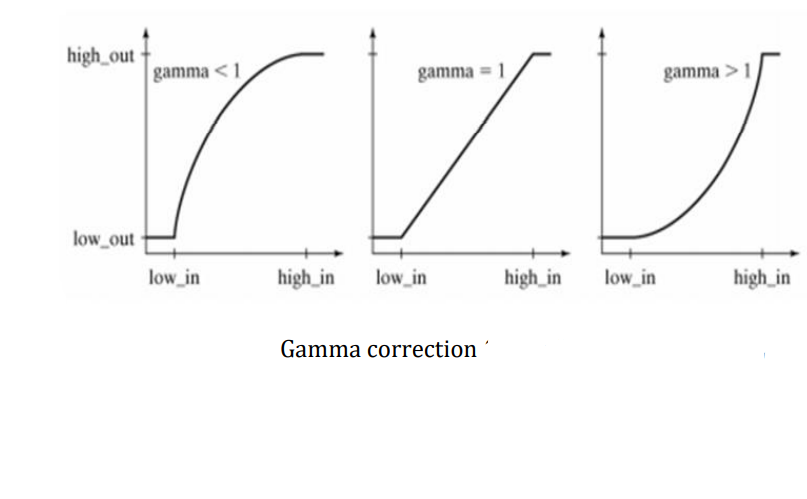 high_out
gamma < 1
gamma = 1
gamma > 1
low_out
low_in
high_in
low_in
high_in
low_in
high_in
Gamma correction